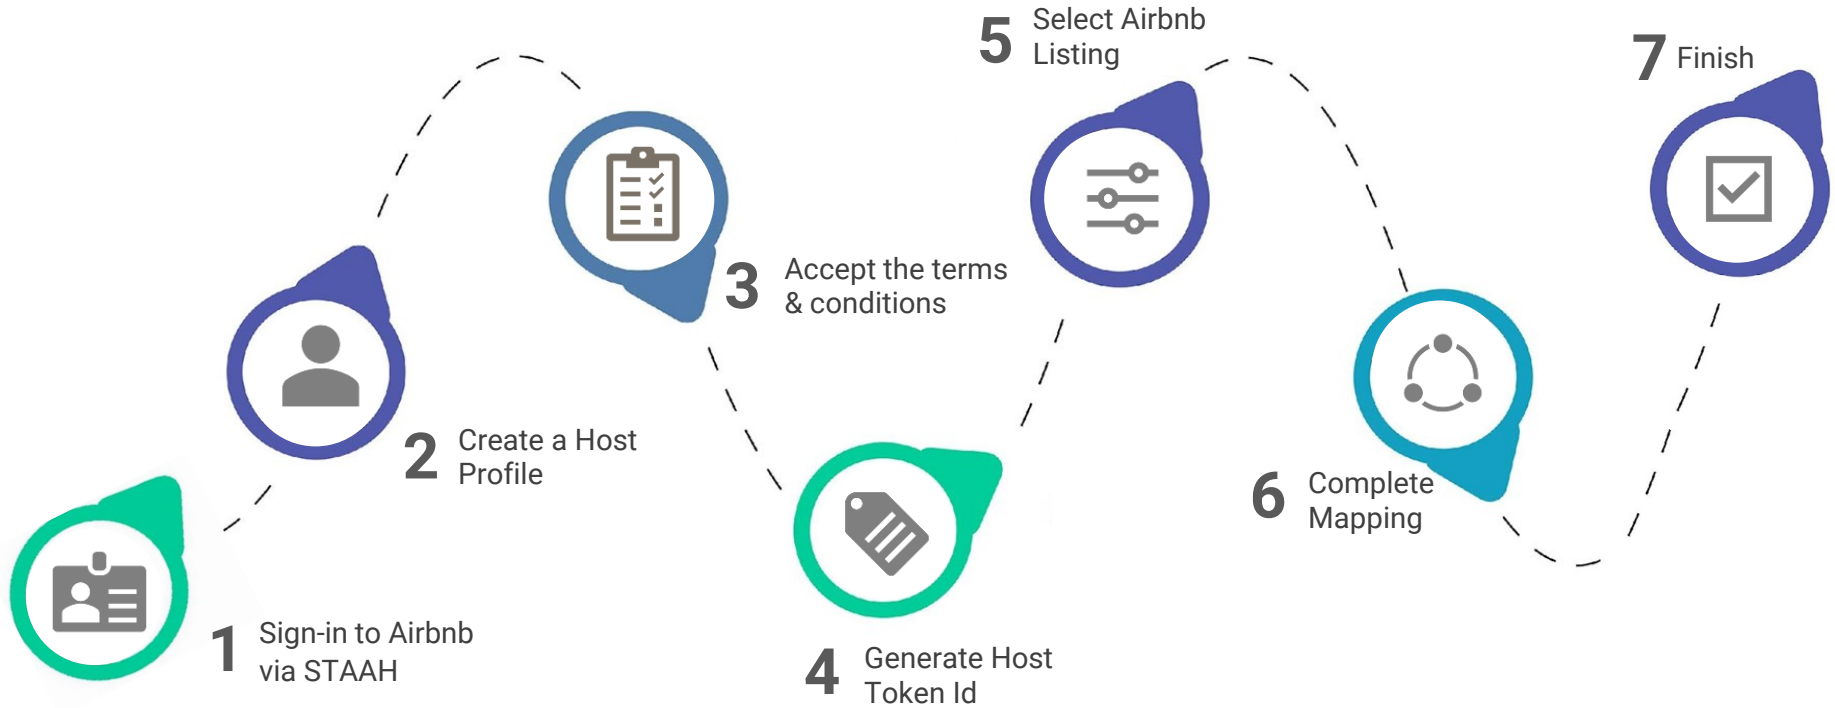 1 Sign-in to Airbnb
via STAAH
2 Create a Host
Profile
3 Accept the terms
& conditions
4 Generate Host
Token Id
5 Select Airbnb
Listing
6 Complete
Mapping
7 Finish